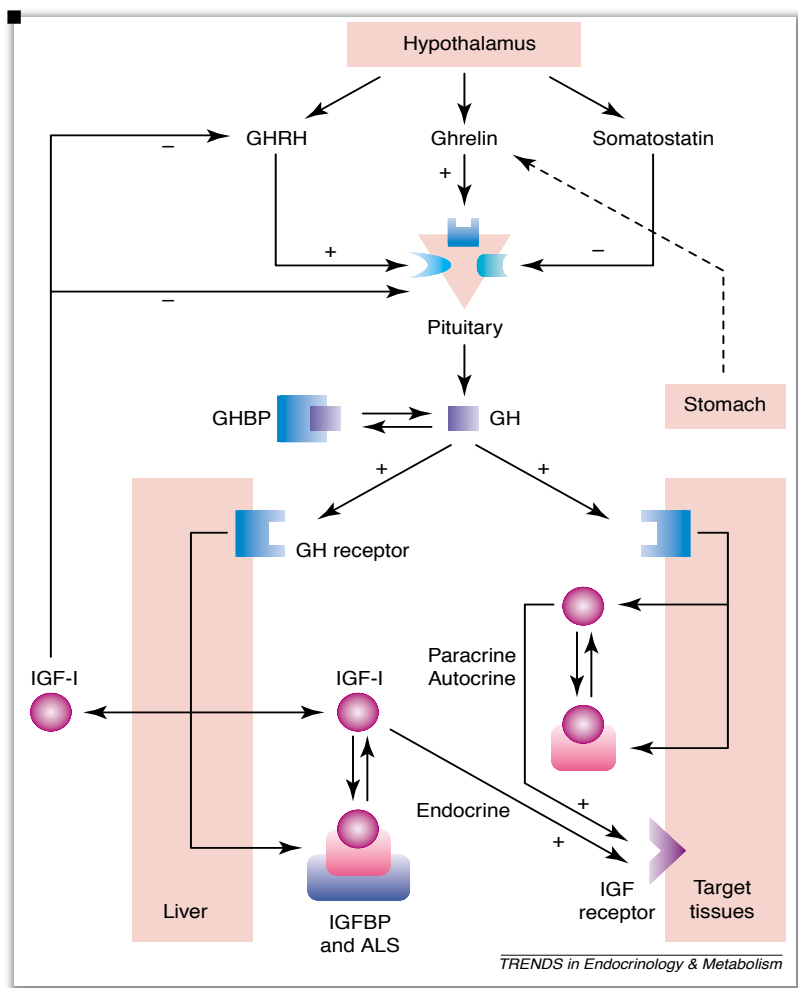 Hypothalamus
GHRH
Ghrelin
Somatostatin
–
+
+
–
–
Pituitary
Stomach
GHBP
GH
+
+
GH receptor
Paracrine
Autocrine
IGF-I
IGF-I
Endocrine
+
+
Liver
IGFBP
and ALS
IGF
receptor
Target
tissues
TRENDS in Endocrinology & Metabolism